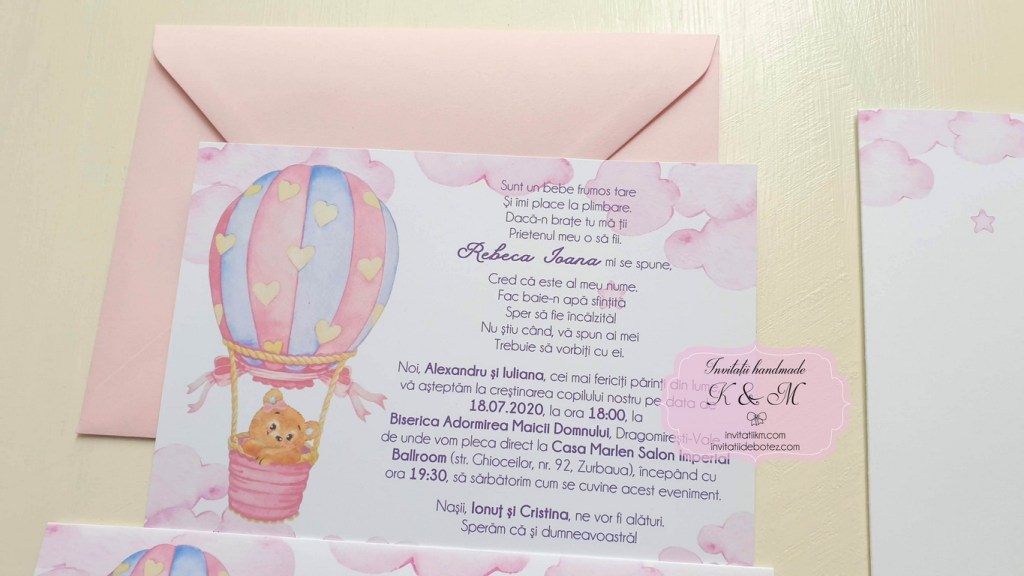 Sunt un bebe frumos tare
Și îmi place la plimbare.
Dacă-n brațe tu mă ții
Prietenul meu o să fii.
Rebeca Ioana mi se spune,
Cred că este al meu nume.
Fac baie-n apă sfințită
Sper să fie încălzită!
Nu știu când, vă spun ai mei
Trebuie să vorbiți cu ei.
Noi, Alexandru și Iuliana, cei mai fericiți părinți din lume
vă așteptăm la creștinarea copilului nostru pe data de
18.07.2020, la ora 18:00, la
Biserica Adormirea Maicii Domnului, Dragomirești-Vale
de unde vom pleca direct la Casa Marlen Salon Imperial
Ballroom (str. Ghioceilor, nr. 92, Zurbaua), începând cu
ora 19:30, să sărbătorim cum se cuvine acest eveniment.
Nașii, Ionuț și Cristina, ne vor fi alături.
Sperăm că și dumneavoastră!
Invitații handmade
K & M
invitatiikm.com
invitatiidebotez.com